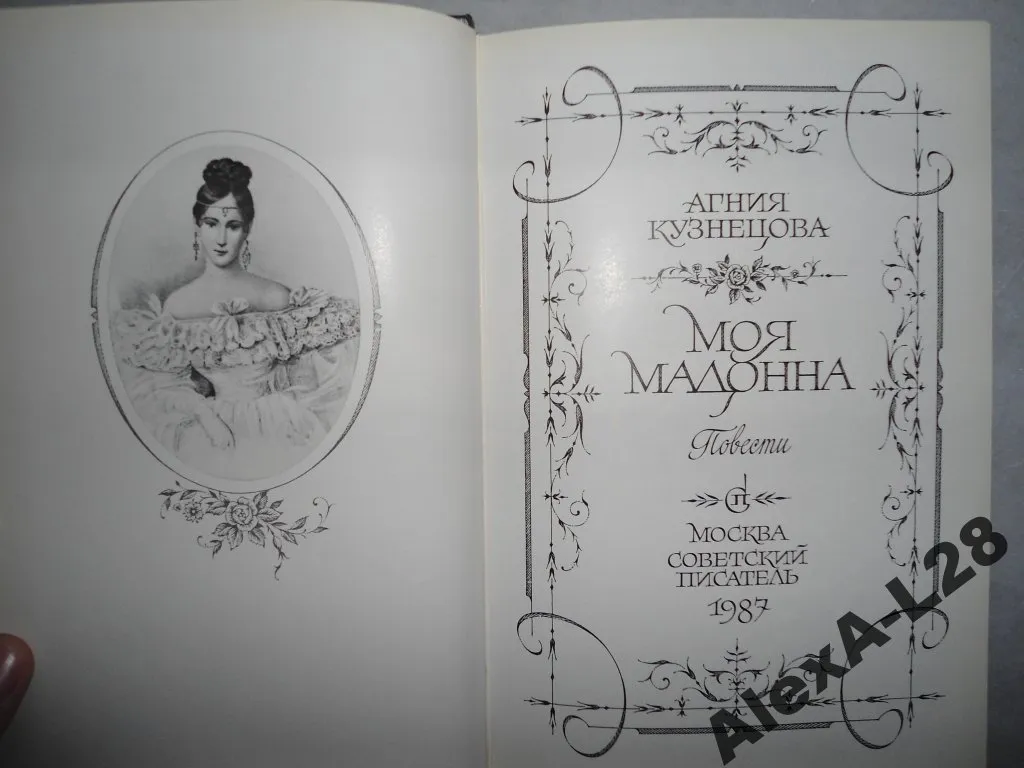 АГНИЯ
КУЗНЕЦОВА
МОЯ
МАДОННА
Повести
СП
МОСКВА
СОВЕТСКИЙ
ПИСАТЕЛЬ
1987
AlexA-L28